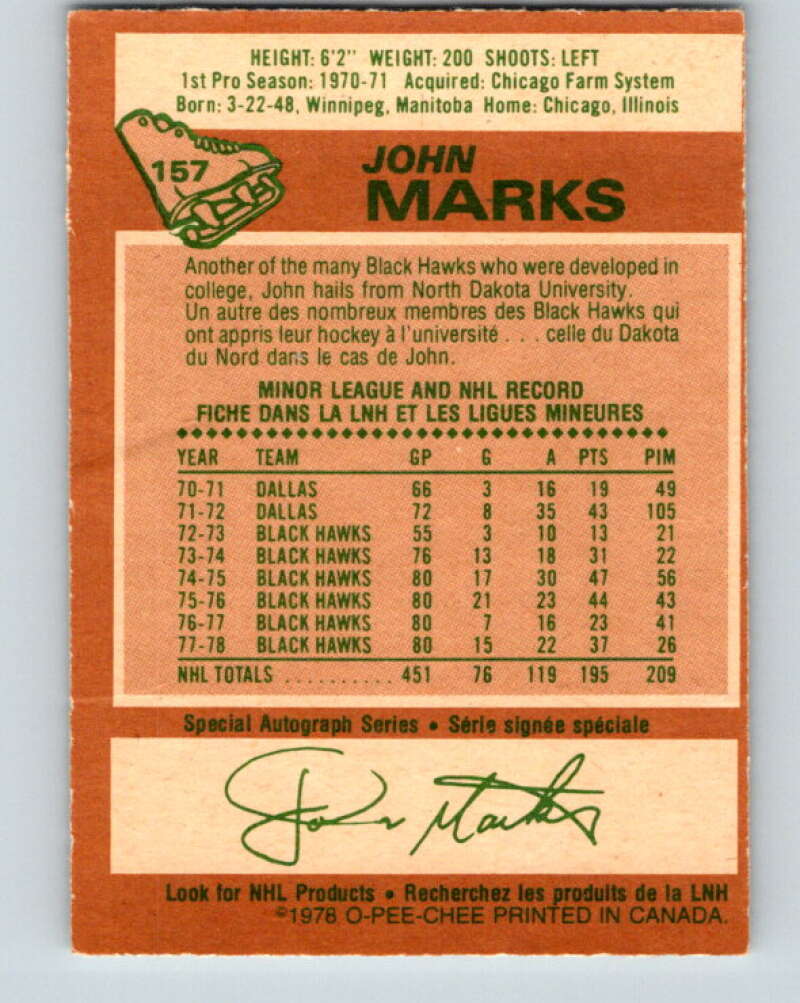 HEIGHT: 6'2" WEIGHT: 200 SHOOTS: LEFT
1st Pro Season: 1970-71 Acquired: Chicago Farm System
Born: 3-22-48, Winnipeg, Manitoba Home: Chicago, Illinois
157
JOHN
MARKS
Another of the many Black Hawks who were developed in
college, John hails from North Dakota University.
Un autre des nombreux membres des Black Hawks qui
ont appris leur hockey à l'université . . . celle du Dakota
du Nord dans le cas de John.
MINOR LEAGUE AND NHL RECORD
FICHE DANS LA LNH ET LES LIGUES MINEURES
YEAR TEAM GP G A PTS PIM
70-71 DALLAS 66 3 16 19 49
71-72 DALLAS 72 8 35 43 105
72-73 BLACK HAWKS 55 3 10 13 21
73-74 BLACK HAWKS 76 13 18 31 22
74-75 BLACK HAWKS 80 17 30 47 56
75-76 BLACK HAWKS 80 21 23 44 43
76-77 BLACK HAWKS 80 7 16 23 41
77-78 BLACK HAWKS 80 15 22 37 26
NHL TOTALS .......... 451 76 119 195 209
Special Autograph Series • Série signée spéciale
John Marks
Look for NHL Products • Recherchez les produits de la LNH
©1978 O-PEE-CHEE PRINTED IN CANADA.